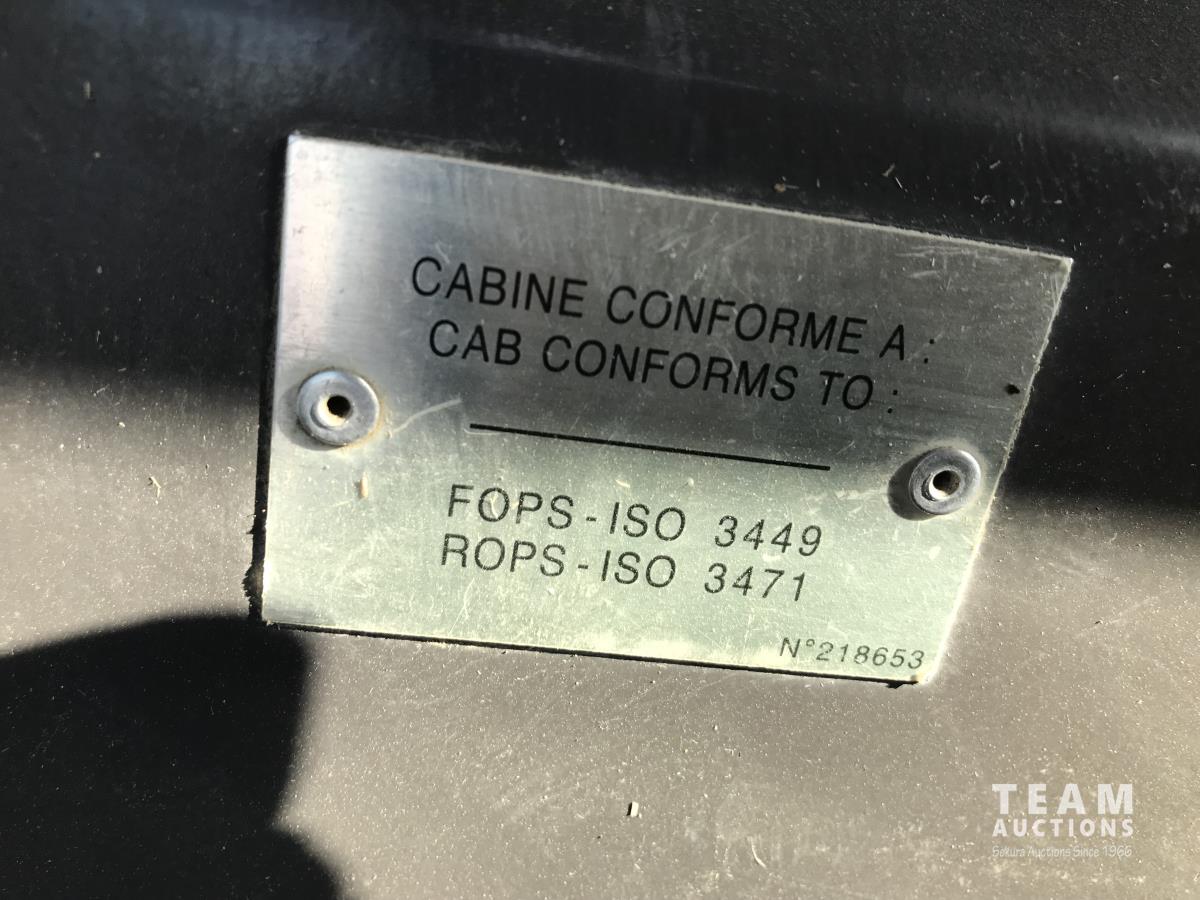 CABINE CONFORME A :
CAB CONFORMS TO :
FOPS - ISO 3449
ROPS - ISO 3471
N°218653
TEAM
AUCTIONS
Sekura Auctions Since 1966